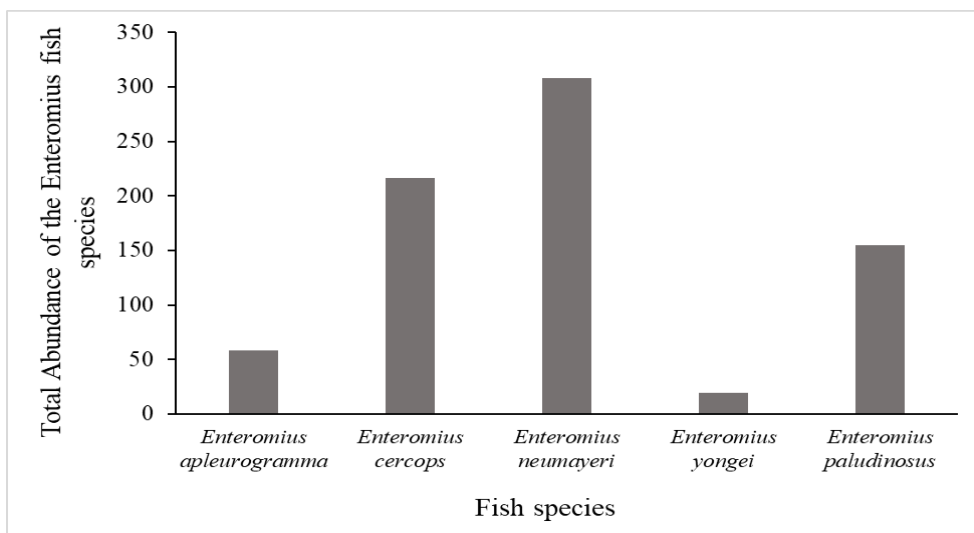 Total Abundance of the Enteromius fish
species
350
300
250
200
150
100
50
0
Enteromius
apleurogramma
Enteromius
cercops
Enteromius
neumayeri
Enteromius
yongei
Enteromius
paludinosus
Fish species